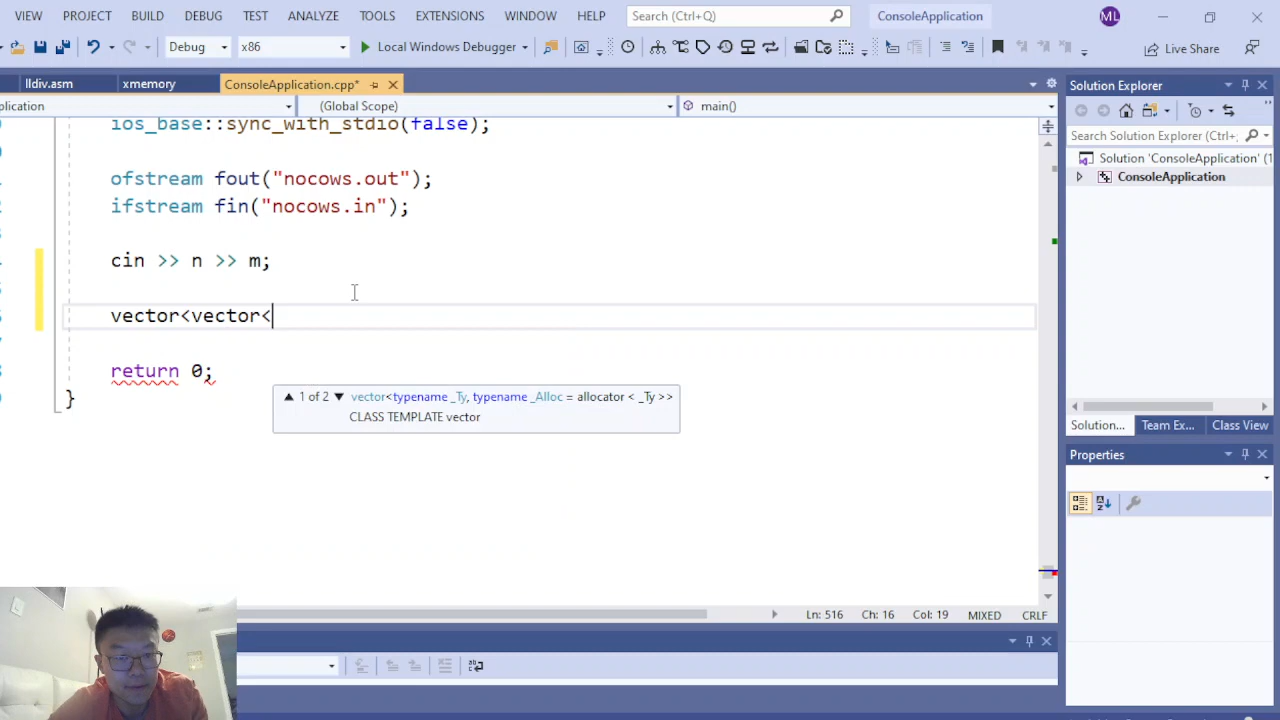 VIEW PROJECT BUILD DEBUG TEST ANALYZE TOOLS EXTENSIONS WINDOW HELP Search (Ctrl+Q) ConsoleApplication ML
Debug x86 Local Windows Debugger Live Share
lldiv.asm xmemory ConsoleApplication.cpp*
plication (Global Scope) main()
ios_base::sync_with_stdio(false);
ofstream fout("nocows.out");
ifstream fin("nocows.in");
cin >> n >> m;
vector<vector<
return 0;
}
1 of 2 vector<typename _Ty, typename _Alloc = allocator < _Ty >>
CLASS TEMPLATE vector
Ln: 516 Ch: 16 Col: 19 MIXED CRLF
Solution Explorer
Search Solution Explorer (Ctrl+;
Solution 'ConsoleApplication' (1
ConsoleApplication
Solution... Team Ex... Class View
Properties